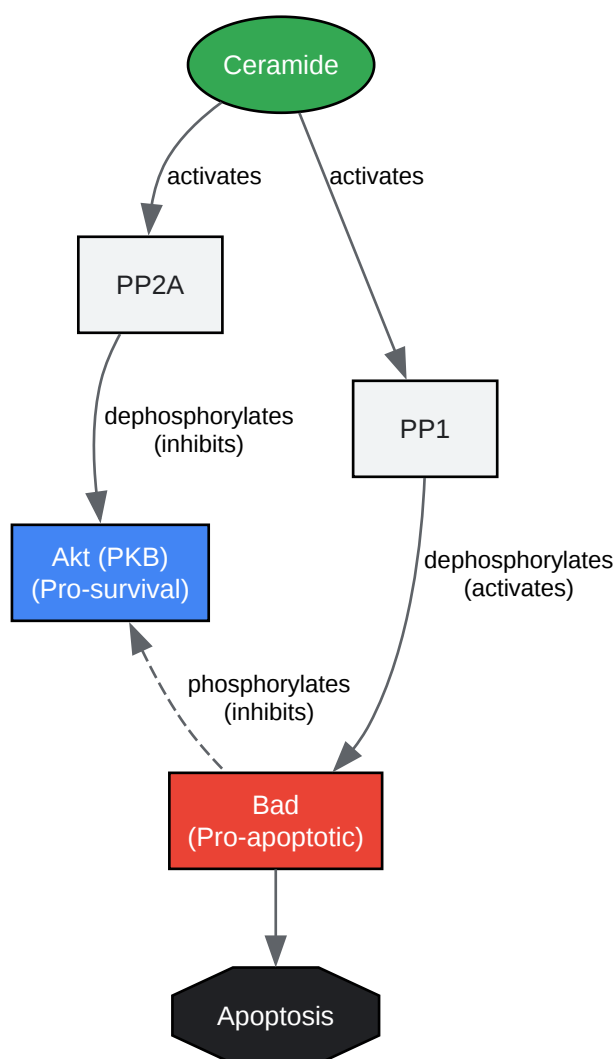 Ceramide
activates
activates
PP2A
PP1
dephosphorylates
(inhibits)
dephosphorylates
(activates)
Akt (PKB)
(Pro-survival)
phosphorylates
(inhibits)
Bad
(Pro-apoptotic)
Apoptosis